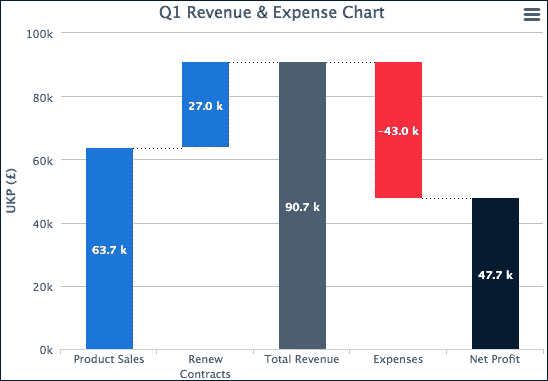 Q1 Revenue & Expense Chart
100k
80k
60k
40k
20k
0k
UKP (£)
63.7 k
27.0 k
90.7 k
-43.0 k
47.7 k
Product Sales
Renew
Contracts
Total Revenue
Expenses
Net Profit